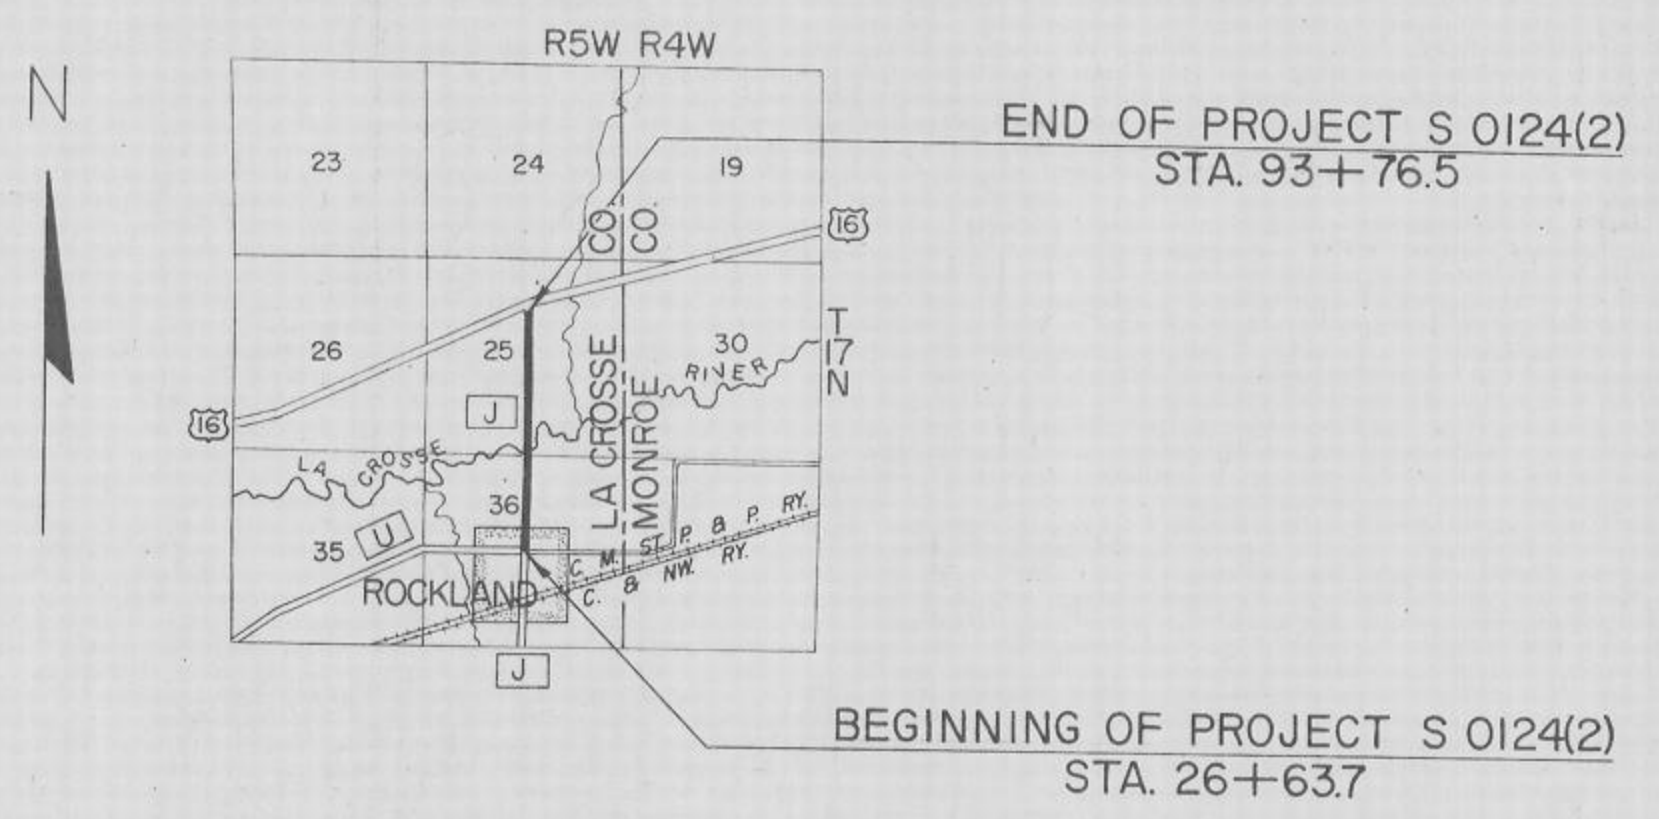 R5W R4W
N
END OF PROJECT S 0124(2)
STA. 93+76.5
23
24
19
CO
CO
16
T
17
N
26
25
30
RIVER
J
16
LA CROSSE
MONROE
LA CROSSE
36
35
U
ROCKLAND
C. M. ST. P. & P. RY.
C. & NW. RY.
J
BEGINNING OF PROJECT S 0124(2)
STA. 26+63.7